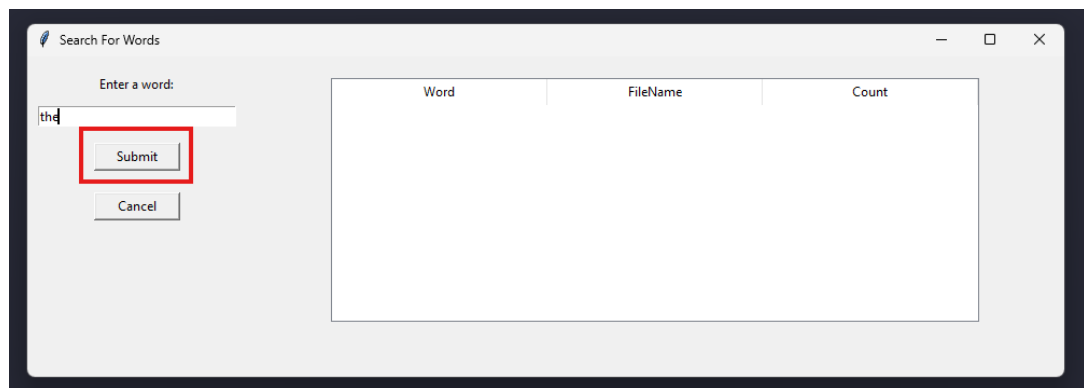 Search For Words
Enter a word:
the
Submit
Cancel
Word FileName Count